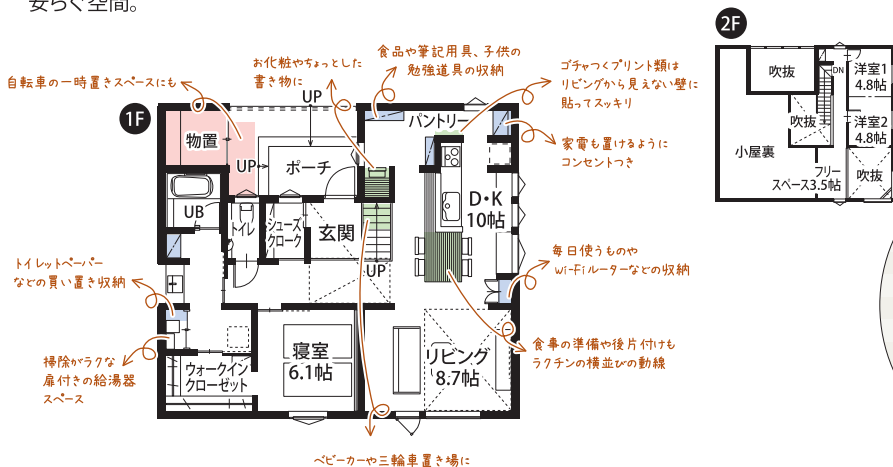 安らぐ空間。
2F
吹抜
DN
洋室1
4.8帖
吹抜
洋室2
4.8帖
小屋裏
フリー
スペース3.5帖
吹抜
自転車の一時置きスペースにも
お化粧やちょっとした
書き物に
食品や筆記用具、子供の
勉強道具の収納
ゴチャつくプリント類は
リビングから見えない壁に
貼ってスッキリ
家電も置けるように
コンセントつき
1F
UP
物置
UP
ポーチ
パントリー
UB
トイレ
シューズ
クローク
玄関
UP
D・K
10帖
トイレットペーパー
などの買い置き収納
毎日使うものや
Wi-Fiルーターなどの収納
掃除がラクな
扉付きの給湯器
スペース
ウォークイン
クローゼット
寝室
6.1帖
リビング
8.7帖
食事の準備や後片付けも
ラクチンの横並びの動線
ベビーカーや三輪車置き場に